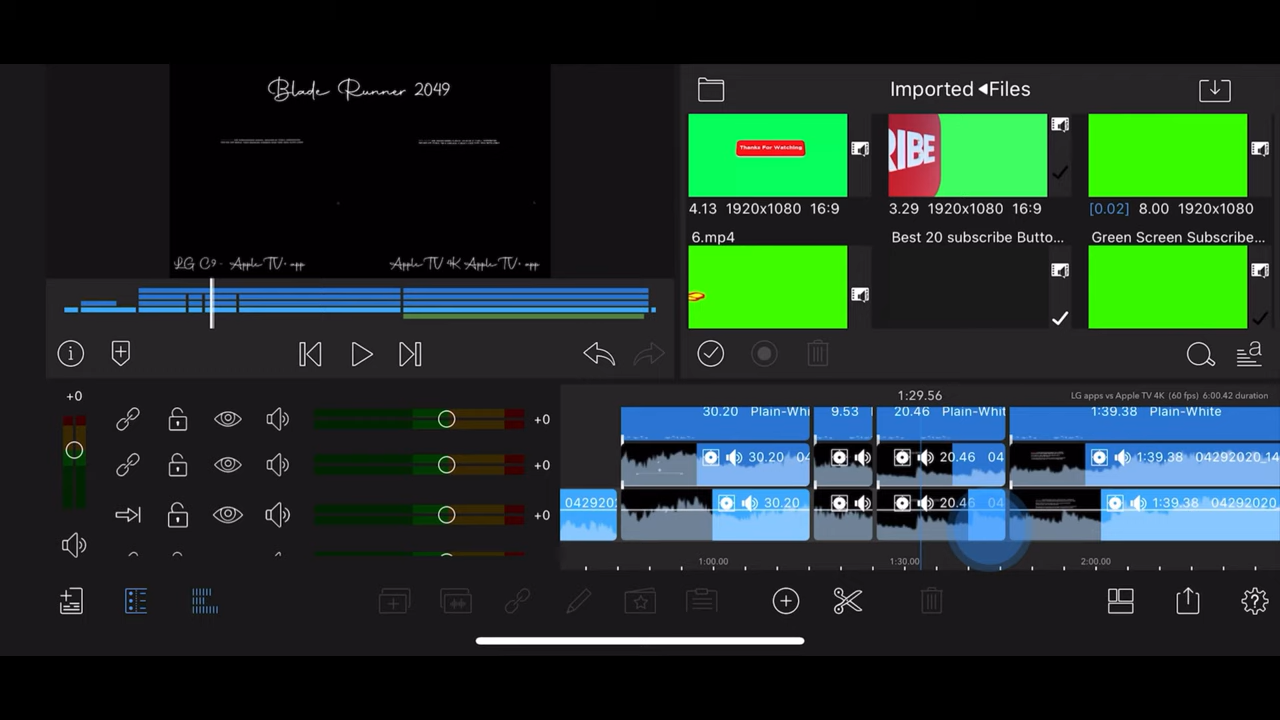 Blade Runner 2049
LG C9 - Apple TV+ app
Apple TV 4K Apple TV+ app
Imported ◂Files
Thanks For Watching
RIBE
4.13 1920x1080 16:9
3.29 1920x1080 16:9
[0.02] 8.00 1920x1080
6.mp4
Best 20 subscribe Butto...
Green Screen Subscribe...
+0
1:29.56
LG apps vs Apple TV 4K (60 fps) 6:00.42 duration
+0
30.20 Plain-Whi
9.53
20.46 Plain-Whit
1:39.38 Plain-White
+0
30.20 04
20.46 04
1:39.38 04292020_14
+0
04292020
30.20
20.46 04
1:39.38 04292020_1
1:00.00
1:30.00
2:00.00